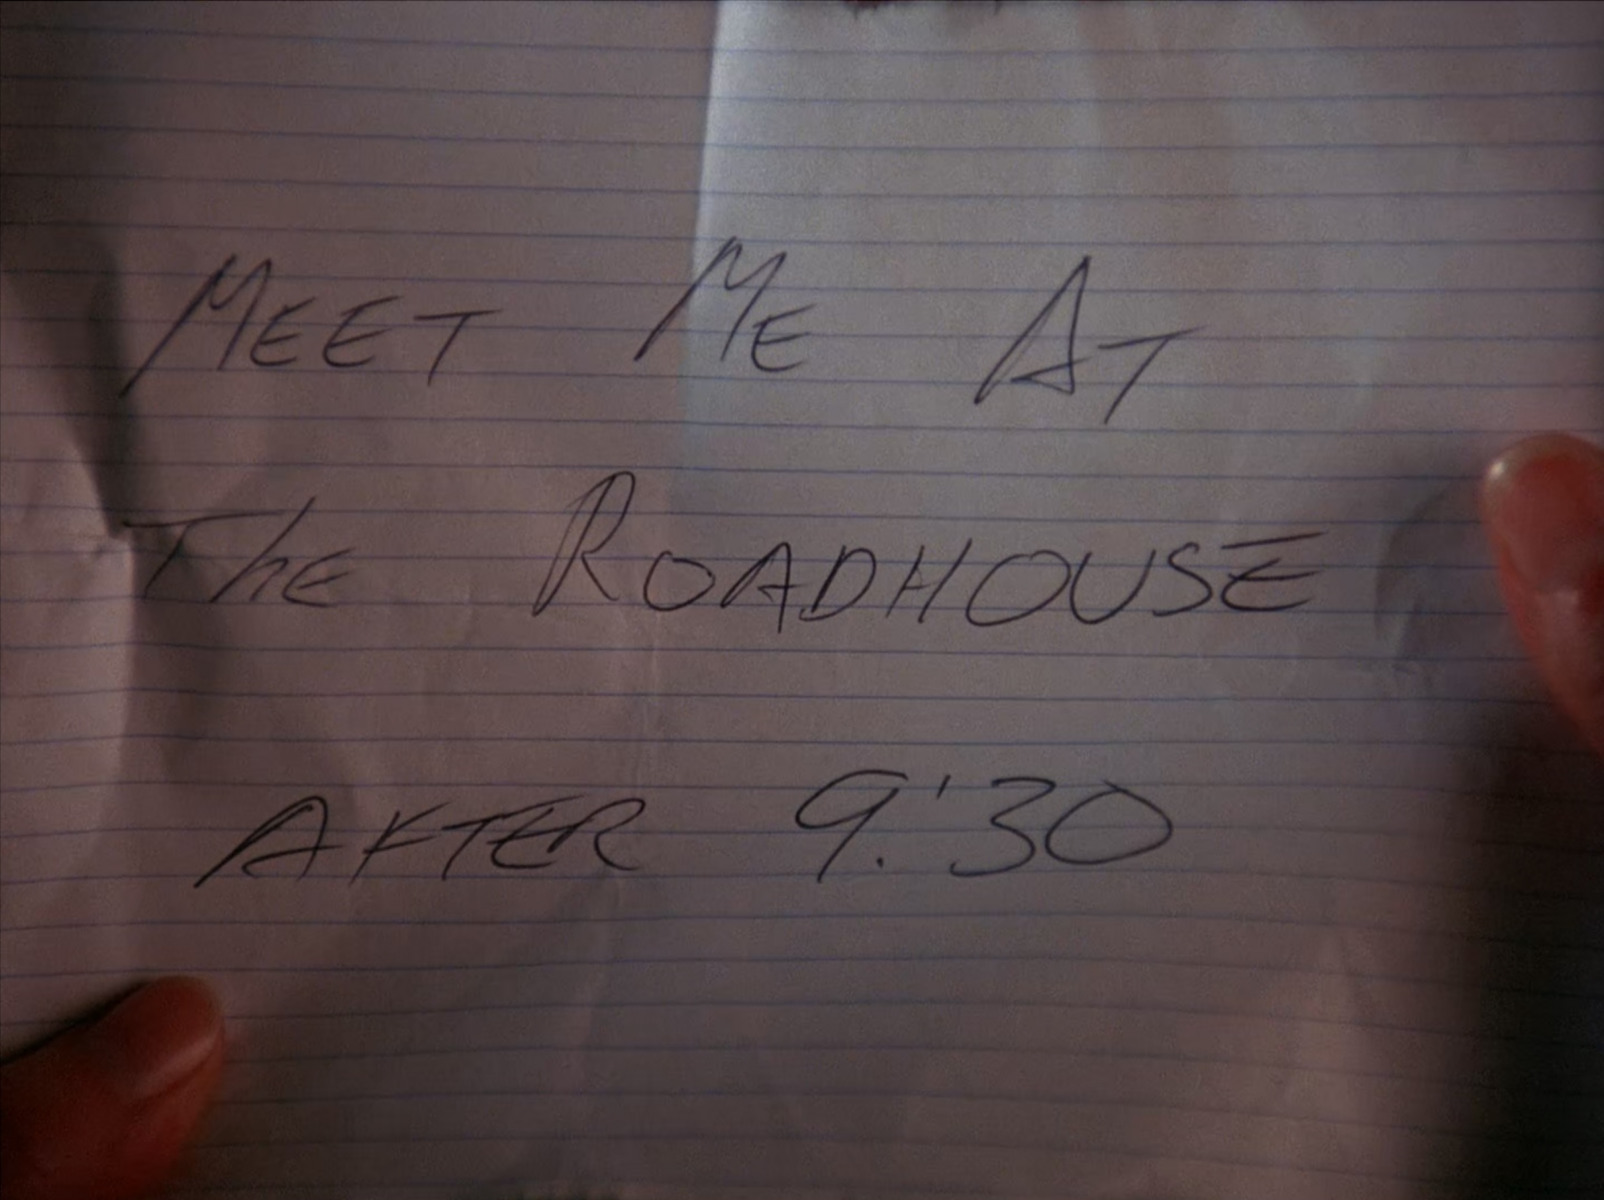 MEET ME AT
THE ROADHOUSE
AFTER 9:30